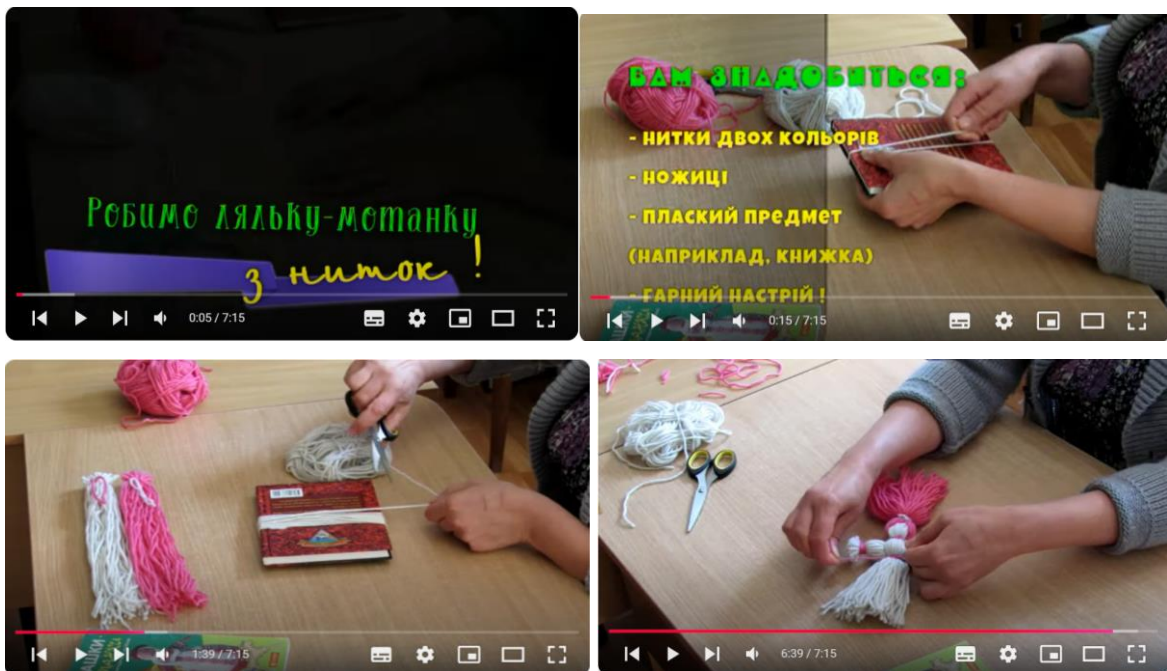 Робимо ляльку-мотанку
з ниток !
0:05 / 7:15
ВАМ ЗНАДОБИТЬСЯ:
- НИТКИ ДВОХ КОЛЬОРІВ
- НОЖИЦІ
- ПЛАСКИЙ ПРЕДМЕТ
(НАПРИКЛАД, КНИЖКА)
- ГАРНИЙ НАСТРІЙ !
0:15 / 7:15
1:39 / 7:15
6:39 / 7:15